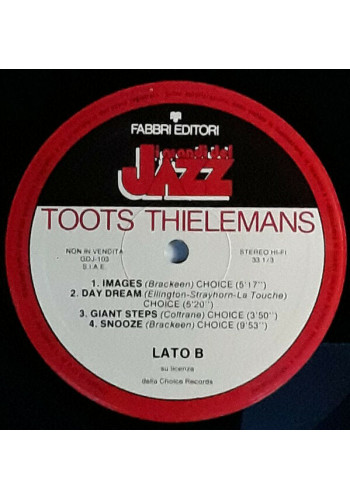 FABBRI EDITORI
i grandi del
JAZZ
TOOTS THIELEMANS
NON IN VENDITA
GDJ-103
S.I.A.E.
STEREO HI-FI
33.1/3
1. IMAGES (Brackeen) CHOICE (5'17")
2. DAY DREAM (Ellington-Strayhorn-La Touche)
CHOICE (5'20")
3. GIANT STEPS (Coltrane) CHOICE (3'50")
4. SNOOZE (Brackeen) CHOICE (9'53")
LATO B
su licenza
della Choice Records